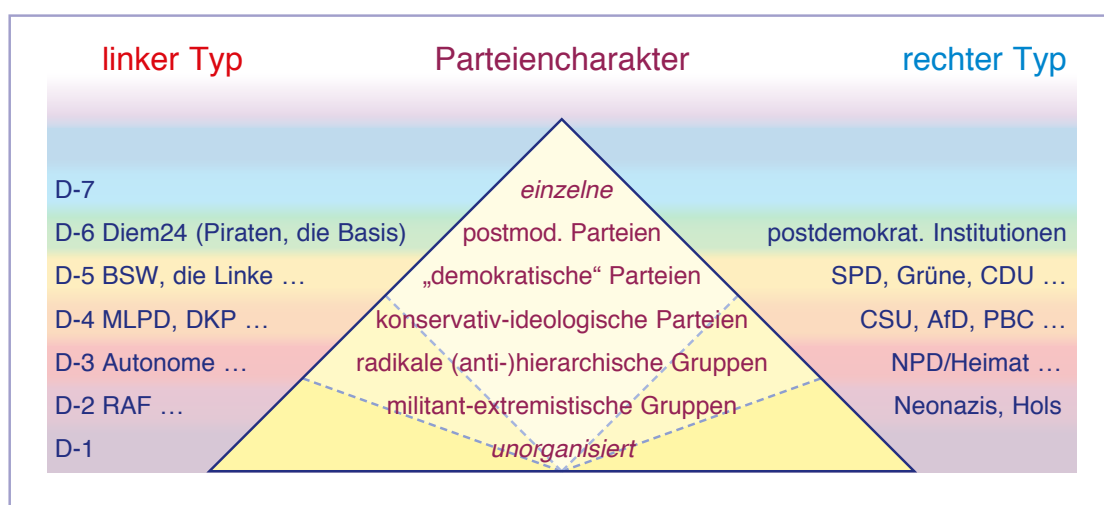 linker Typ Parteiencharakter rechter Typ
D-7 einzelne
D-6 Diem24 (Piraten, die Basis) postmod. Parteien postdemokrat. Institutionen
D-5 BSW, die Linke … „demokratische“ Parteien SPD, Grüne, CDU …
D-4 MLPD, DKP … konservativ-ideologische Parteien CSU, AfD, PBC …
D-3 Autonome … radikale (anti-)hierarchische Gruppen NPD/Heimat …
D-2 RAF … militant-extremistische Gruppen Neonazis, Hols
D-1 unorganisiert